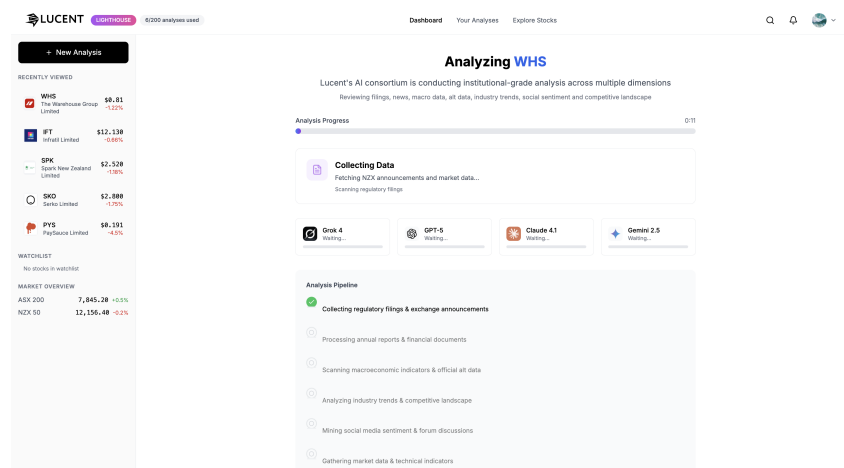 LUCENT LIGHTHOUSE 6/200 analyses used
Dashboard Your Analyses Explore Stocks
+ New Analysis
RECENTLY VIEWED
WHS $0.81
The Warehouse Group Limited -1.22%
IFT $12.130
Infratil Limited -0.66%
SPK $2.520
Spark New Zealand Limited -1.18%
SKO $2.800
Serko Limited -1.75%
PYS $0.191
PaySauce Limited -4.5%
WATCHLIST
No stocks in watchlist
MARKET OVERVIEW
ASX 200 7,845.20 +0.5%
NZX 50 12,156.40 -0.2%
Analyzing WHS
Lucent's AI consortium is conducting institutional-grade analysis across multiple dimensions
Reviewing filings, news, macro data, alt data, industry trends, social sentiment and competitive landscape
Analysis Progress 0:11
Collecting Data
Fetching NZX announcements and market data...
Scanning regulatory filings
Grok 4
Waiting...
GPT-5
Waiting...
Claude 4.1
Waiting...
Gemini 2.5
Waiting...
Analysis Pipeline
Collecting regulatory filings & exchange announcements
Processing annual reports & financial documents
Scanning macroeconomic indicators & official alt data
Analyzing industry trends & competitive landscape
Mining social media sentiment & forum discussions
Gathering market data & technical indicators